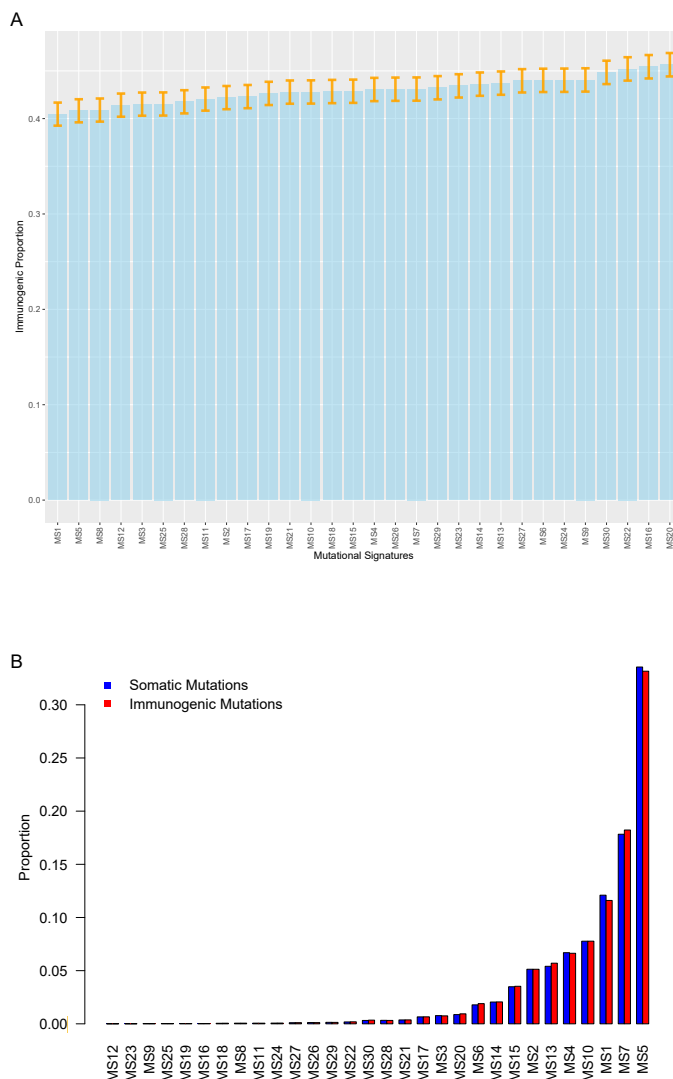 A
0.4
0.3
0.2
0.1
0.0
Immunogenic Proportion
MS1 MS5 MS8 MS12 MS3 MS25 MS28 MS11 MS2 MS17 MS19 MS21 MS10 MS18 MS15 MS4 MS26 MS7 MS29 MS23 MS14 MS13 MS27 MS6 MS24 MS9 MS30 MS22 MS16 MS20
Mutational Signatures
B
Somatic Mutations
Immunogenic Mutations
0.30
0.25
0.20
0.15
0.10
0.05
0.00
Proportion
MS12 MS23 MS9 MS25 MS19 MS16 MS18 MS8 MS11 MS24 MS27 MS26 MS29 MS22 MS30 MS28 MS21 MS17 MS3 MS20 MS6 MS14 MS15 MS2 MS13 MS4 MS10 MS1 MS7 MS5